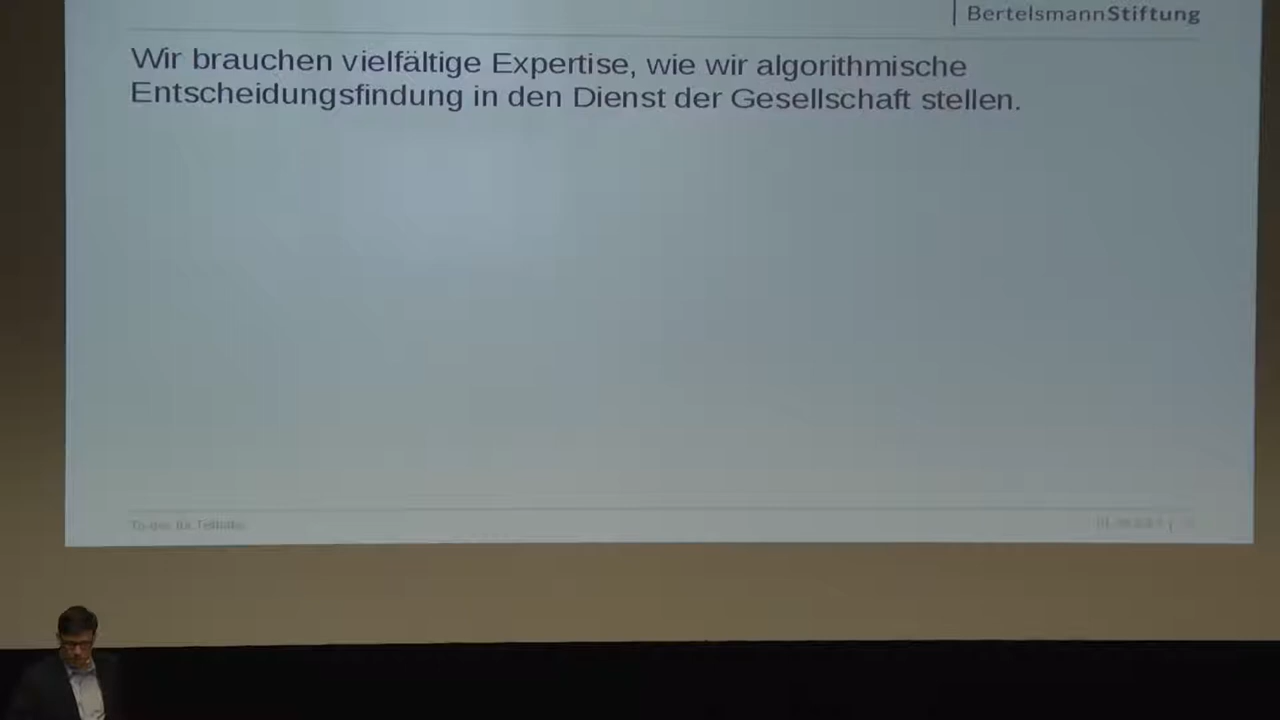 BertelsmannStiftung
Wir brauchen vielfältige Expertise, wie wir algorithmische
Entscheidungsfindung in den Dienst der Gesellschaft stellen.